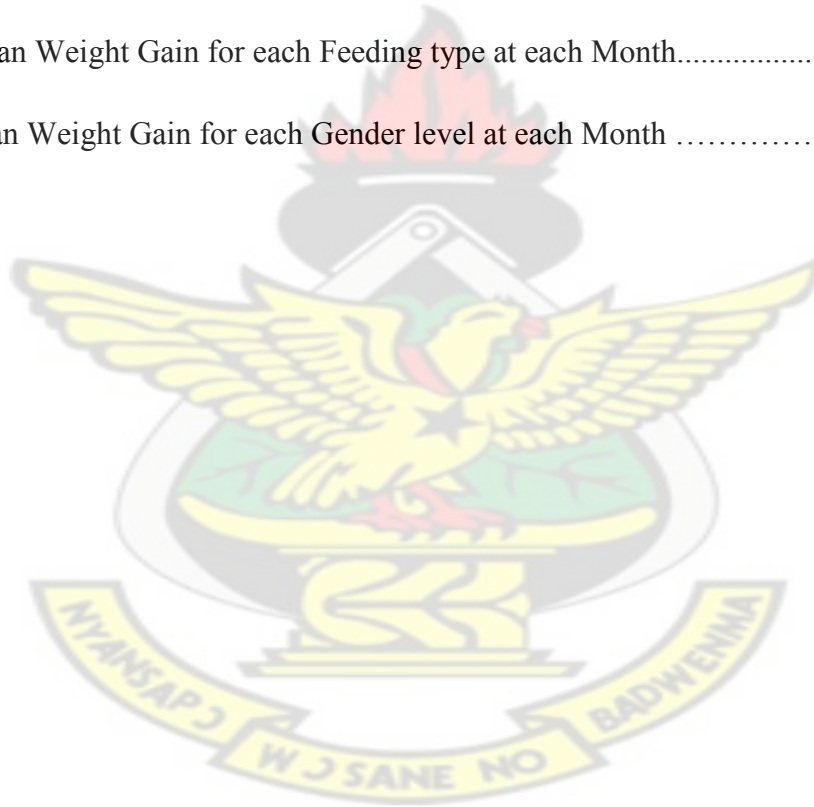 an Weight Gain for each Feeding type at each Month.................
an Weight Gain for each Gender level at each Month ……………
NYANSAPƆ
WƆSANE NO
BADWENMA